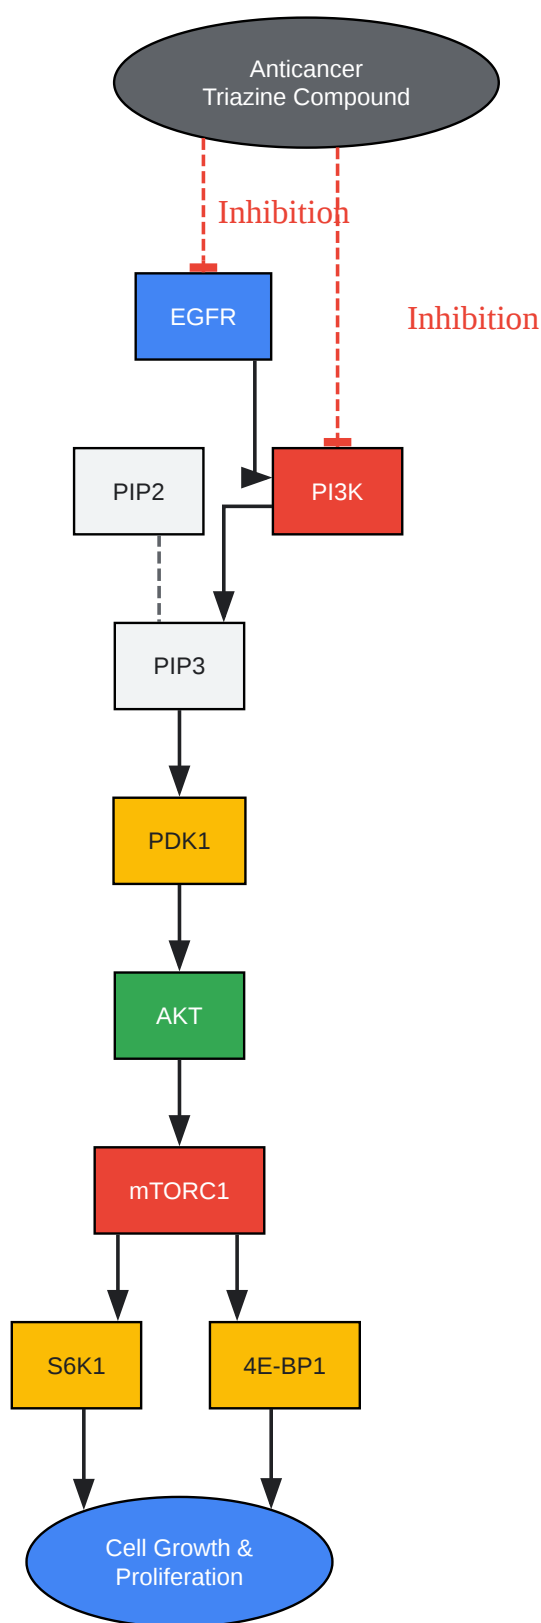 Anticancer
Triazine Compound
Inhibition
EGFR
Inhibition
PIP2
PI3K
PIP3
PDK1
AKT
mTORC1
S6K1
4E-BP1
Cell Growth &
Proliferation